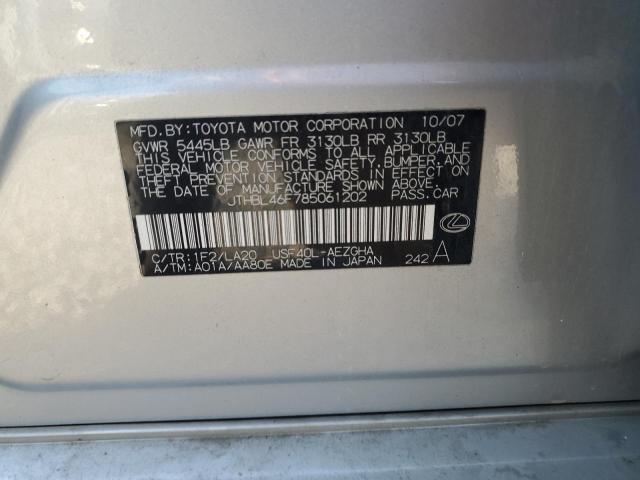 MFD.BY:TOYOTA MOTOR CORPORATION 10/07
GVWR 5445LB GAWR FR 3130LB RR 3130LB
THIS VEHICLE CONFORMS TO ALL APPLICABLE
FEDERAL MOTOR VEHICLE SAFETY, BUMPER, AND
THEFT PREVENTION STANDARDS IN EFFECT ON
THE DATE OF MANUFACTURE SHOWN ABOVE.
JTHBL46F785061202 PASS.CAR
C/TR:1F2/LA20 USF40L-AEZGHA
A/TM:A01A/AA80E MADE IN JAPAN 242 A